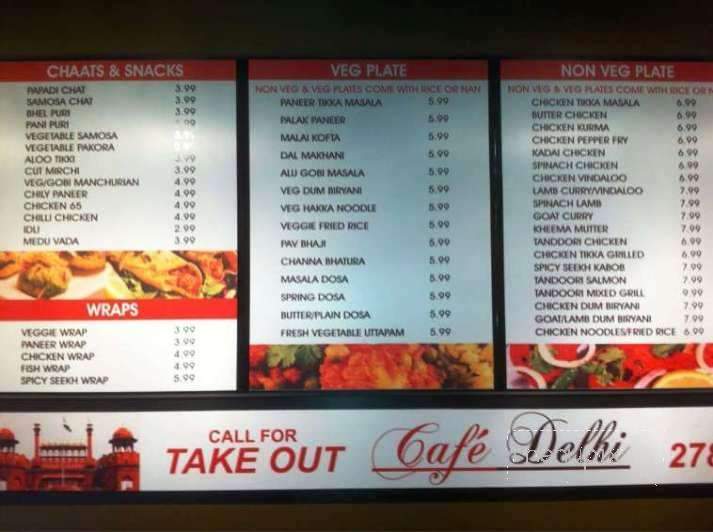 CHAATS & SNACKS
PAPADI CHAT 3.99
SAMOSA CHAT 3.99
BHEL PURI 3.99
PANI PURI
VEGETABLE SAMOSA
VEGETABLE PAKORA
ALOO TIKKI 3.99
CUT MIRCHI 3.99
VEG/GOBI MANCHURIAN 4.99
CHILY PANEER 4.99
CHICKEN 65 4.99
CHILLI CHICKEN 4.99
IDLI 2.99
MEDU VADA 3.99
WRAPS
VEGGIE WRAP 3.99
PANEER WRAP 3.99
CHICKEN WRAP 4.99
FISH WRAP 4.99
SPICY SEEKH WRAP 5.99
VEG PLATE
NON VEG & VEG PLATES COME WITH RICE OR NAN
PANEER TIKKA MASALA 5.99
PALAK PANEER 5.99
MALAI KOFTA 5.99
DAL MAKHANI 5.99
ALU GOBI MASALA 5.99
VEG DUM BIRYANI 5.99
VEG HAKKA NOODLE 5.99
VEGGIE FRIED RICE 5.99
PAV BHAJI 5.99
CHANNA BHATURA 5.99
MASALA DOSA 5.99
SPRING DOSA 5.99
BUTTER/PLAIN DOSA 5.99
FRESH VEGETABLE UTTAPAM 5.99
NON VEG PLATE
NON VEG & VEG PLATES COME WITH RICE OR N
CHICKEN TIKKA MASALA 6.99
BUTTER CHICKEN 6.99
CHICKEN KURMA 6.99
CHICKEN PEPPER FRY 6.99
KADAI CHICKEN 6.99
SPINACH CHICKEN 6.99
CHICKEN VINDALOO 6.99
LAMB CURRY/VINDALOO 7.99
SPINACH LAMB 7.99
GOAT CURRY 7.99
KHEEMA MUTTER 7.99
TANDDORI CHICKEN 6.99
CHICKEN TIKKA GRILLED 6.99
SPICY SEEKH KABOB 7.99
TANDOORI SALMON 7.99
TANDOORI MIXED GRILL 9.99
CHICKEN DUM BIRYANI 7.99
GOAT/LAMB DUM BIRYANI 7.99
CHICKEN NOODLES/FRIED RICE 6.99
CALL FOR
TAKE OUT
Café Delhi
278